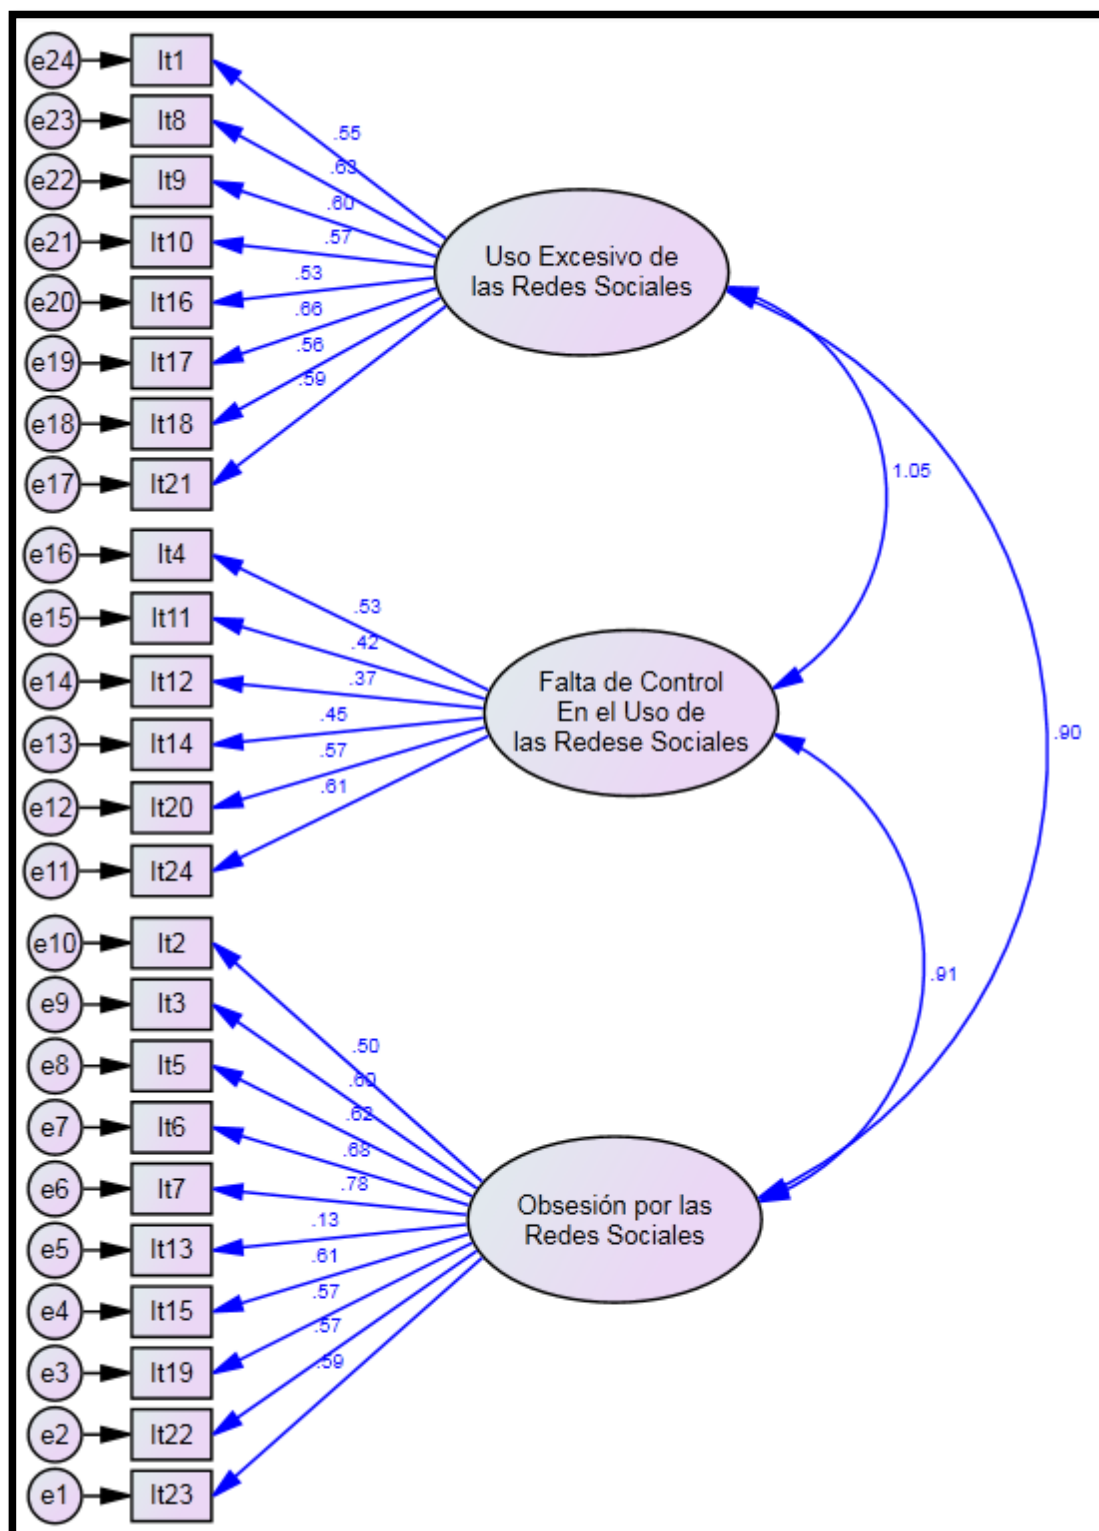 e24 It1
e23 It8
e22 It9
e21 It10
e20 It16
e19 It17
e18 It18
e17 It21
.55
.63
.60
.57
.53
.66
.56
.59
Uso Excesivo de
las Redes Sociales
1.05
e16 It4
e15 It11
e14 It12
e13 It14
e12 It20
e11 It24
.53
.42
.37
.45
.57
.61
Falta de Control
En el Uso de
las Redese Sociales
.90
.91
e10 It2
e9 It3
e8 It5
e7 It6
e6 It7
e5 It13
e4 It15
e3 It19
e2 It22
e1 It23
.50
.60
.62
.68
.78
.13
.61
.57
.57
.59
Obsesión por las
Redes Sociales